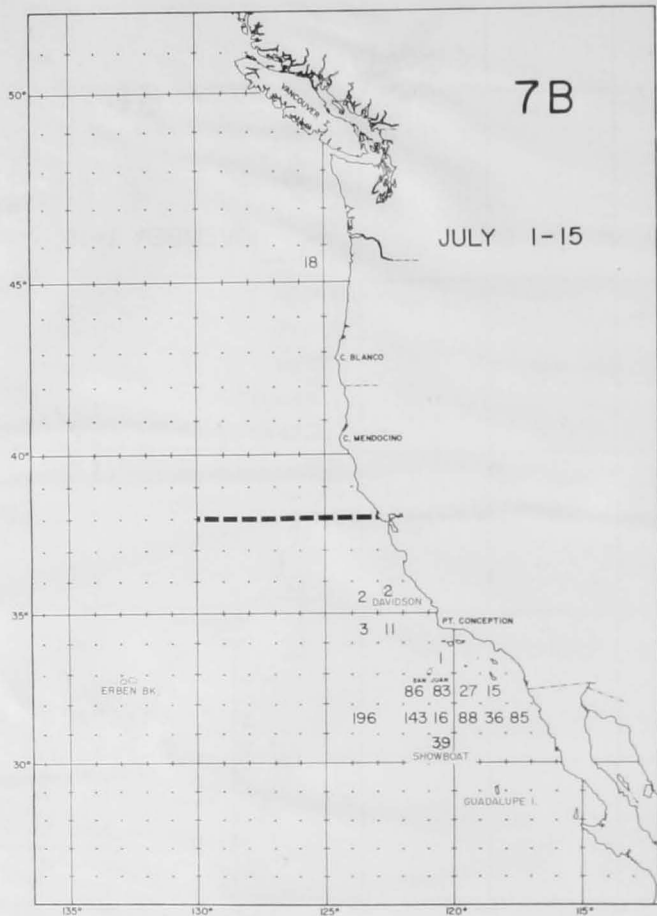 7B
50°
VANCOUVER I.
JULY 1-15
18
45°
C. BLANCO
C. MENDOCINO
40°
2 2
DAVIDSON
35°
PT. CONCEPTION
3 11
1
SAN JUAN
ERBEN BK.
86 83 27 15
196 143 16 88 36 85
39
SHOWBOAT
30°
GUADALUPE I.
135° 130° 125° 120° 115°